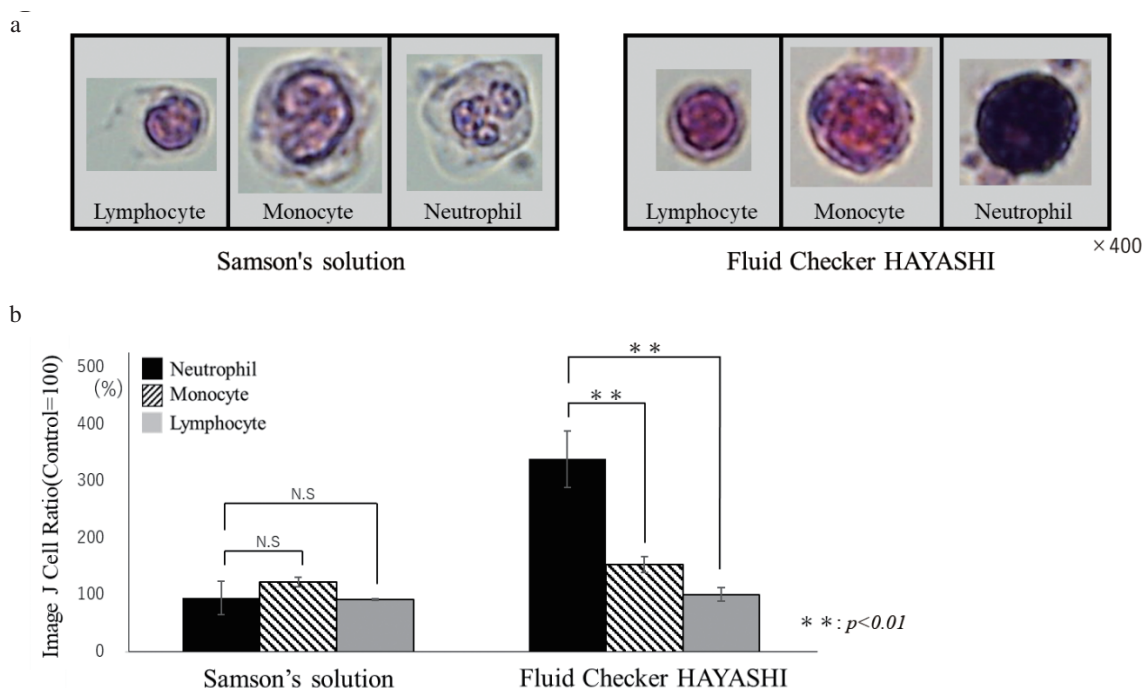 a
Lymphocyte Monocyte Neutrophil
Lymphocyte Monocyte Neutrophil
×400
Samson's solution
Fluid Checker HAYASHI
b
Image J Cell Ratio(Control=100)
(%)
500
400
300
200
100
0
Neutrophil
Monocyte
Lymphocyte
N.S
N.S
＊＊
＊＊
＊＊: p<0.01
Samson’s solution
Fluid Checker HAYASHI